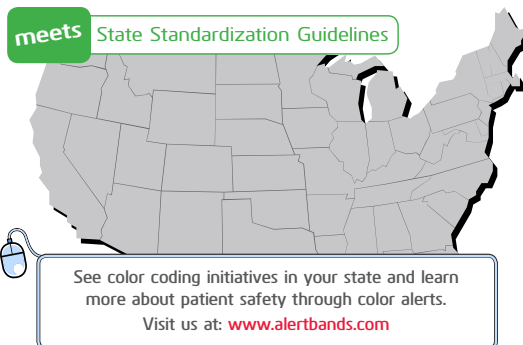 meets State Standardization Guidelines
See color coding initiatives in your state and learn
more about patient safety through color alerts.
Visit us at: www.alertbands.com